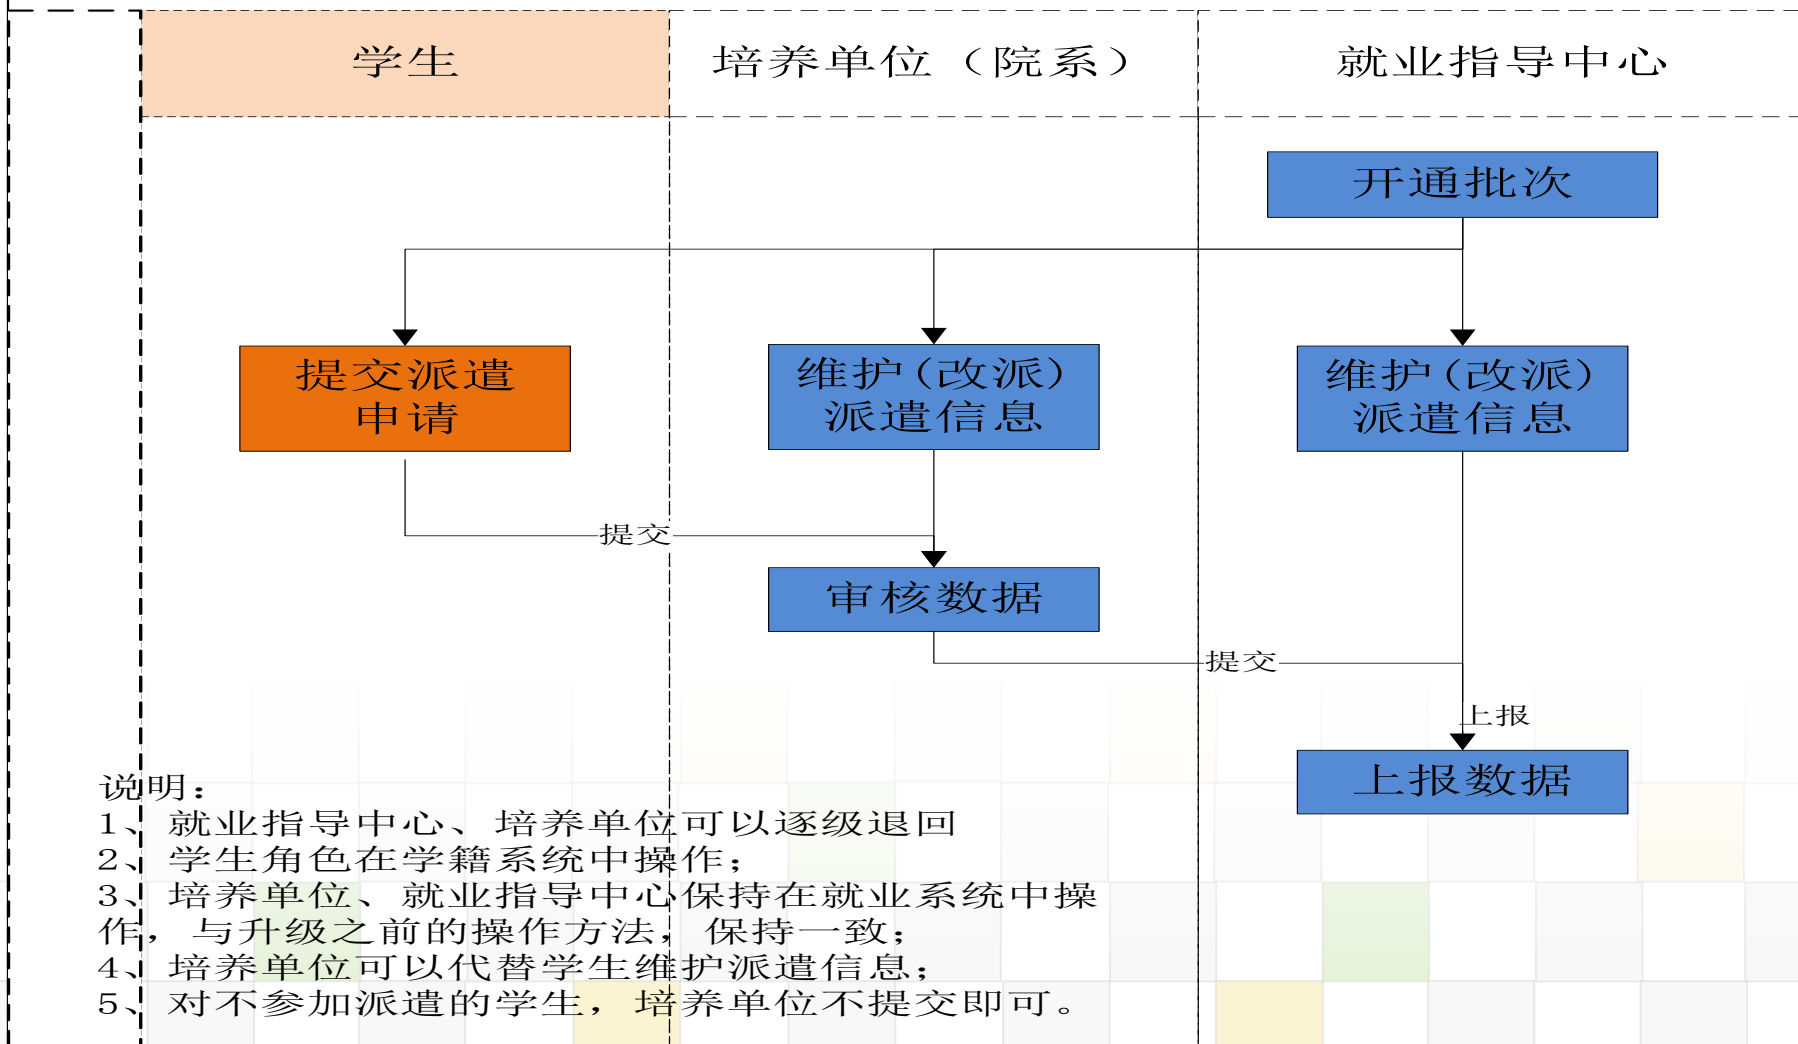 学生
培养单位（院系）
就业指导中心
开通批次
提交派遣
申请
维护(改派)
派遣信息
维护(改派)
派遣信息
提交
审核数据
提交
上报
上报数据
说明：
1、就业指导中心、培养单位可以逐级退回
2、学生角色在学籍系统中操作；
3、培养单位、就业指导中心保持在就业系统中操
作，与升级之前的操作方法，保持一致；
4、培养单位可以代替学生维护派遣信息；
5、对不参加派遣的学生，培养单位不提交即可。